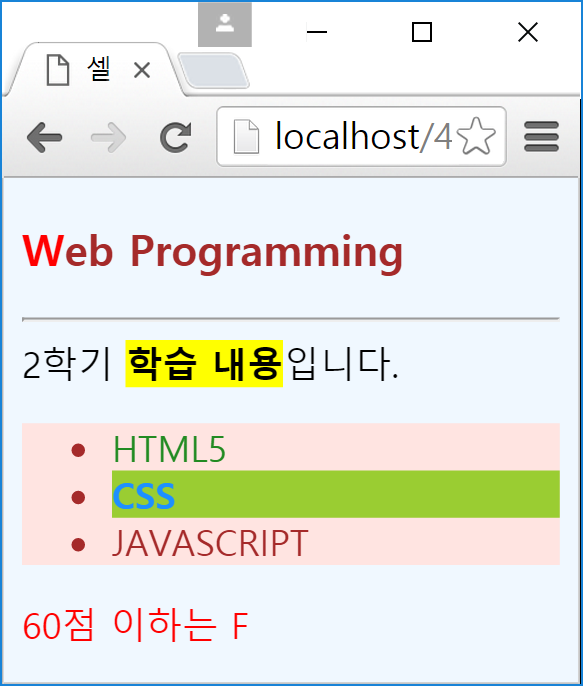 셀
localhost/4
Web Programming
2학기 학습 내용입니다.
• HTML5
• CSS
• JAVASCRIPT
60점 이하는 F